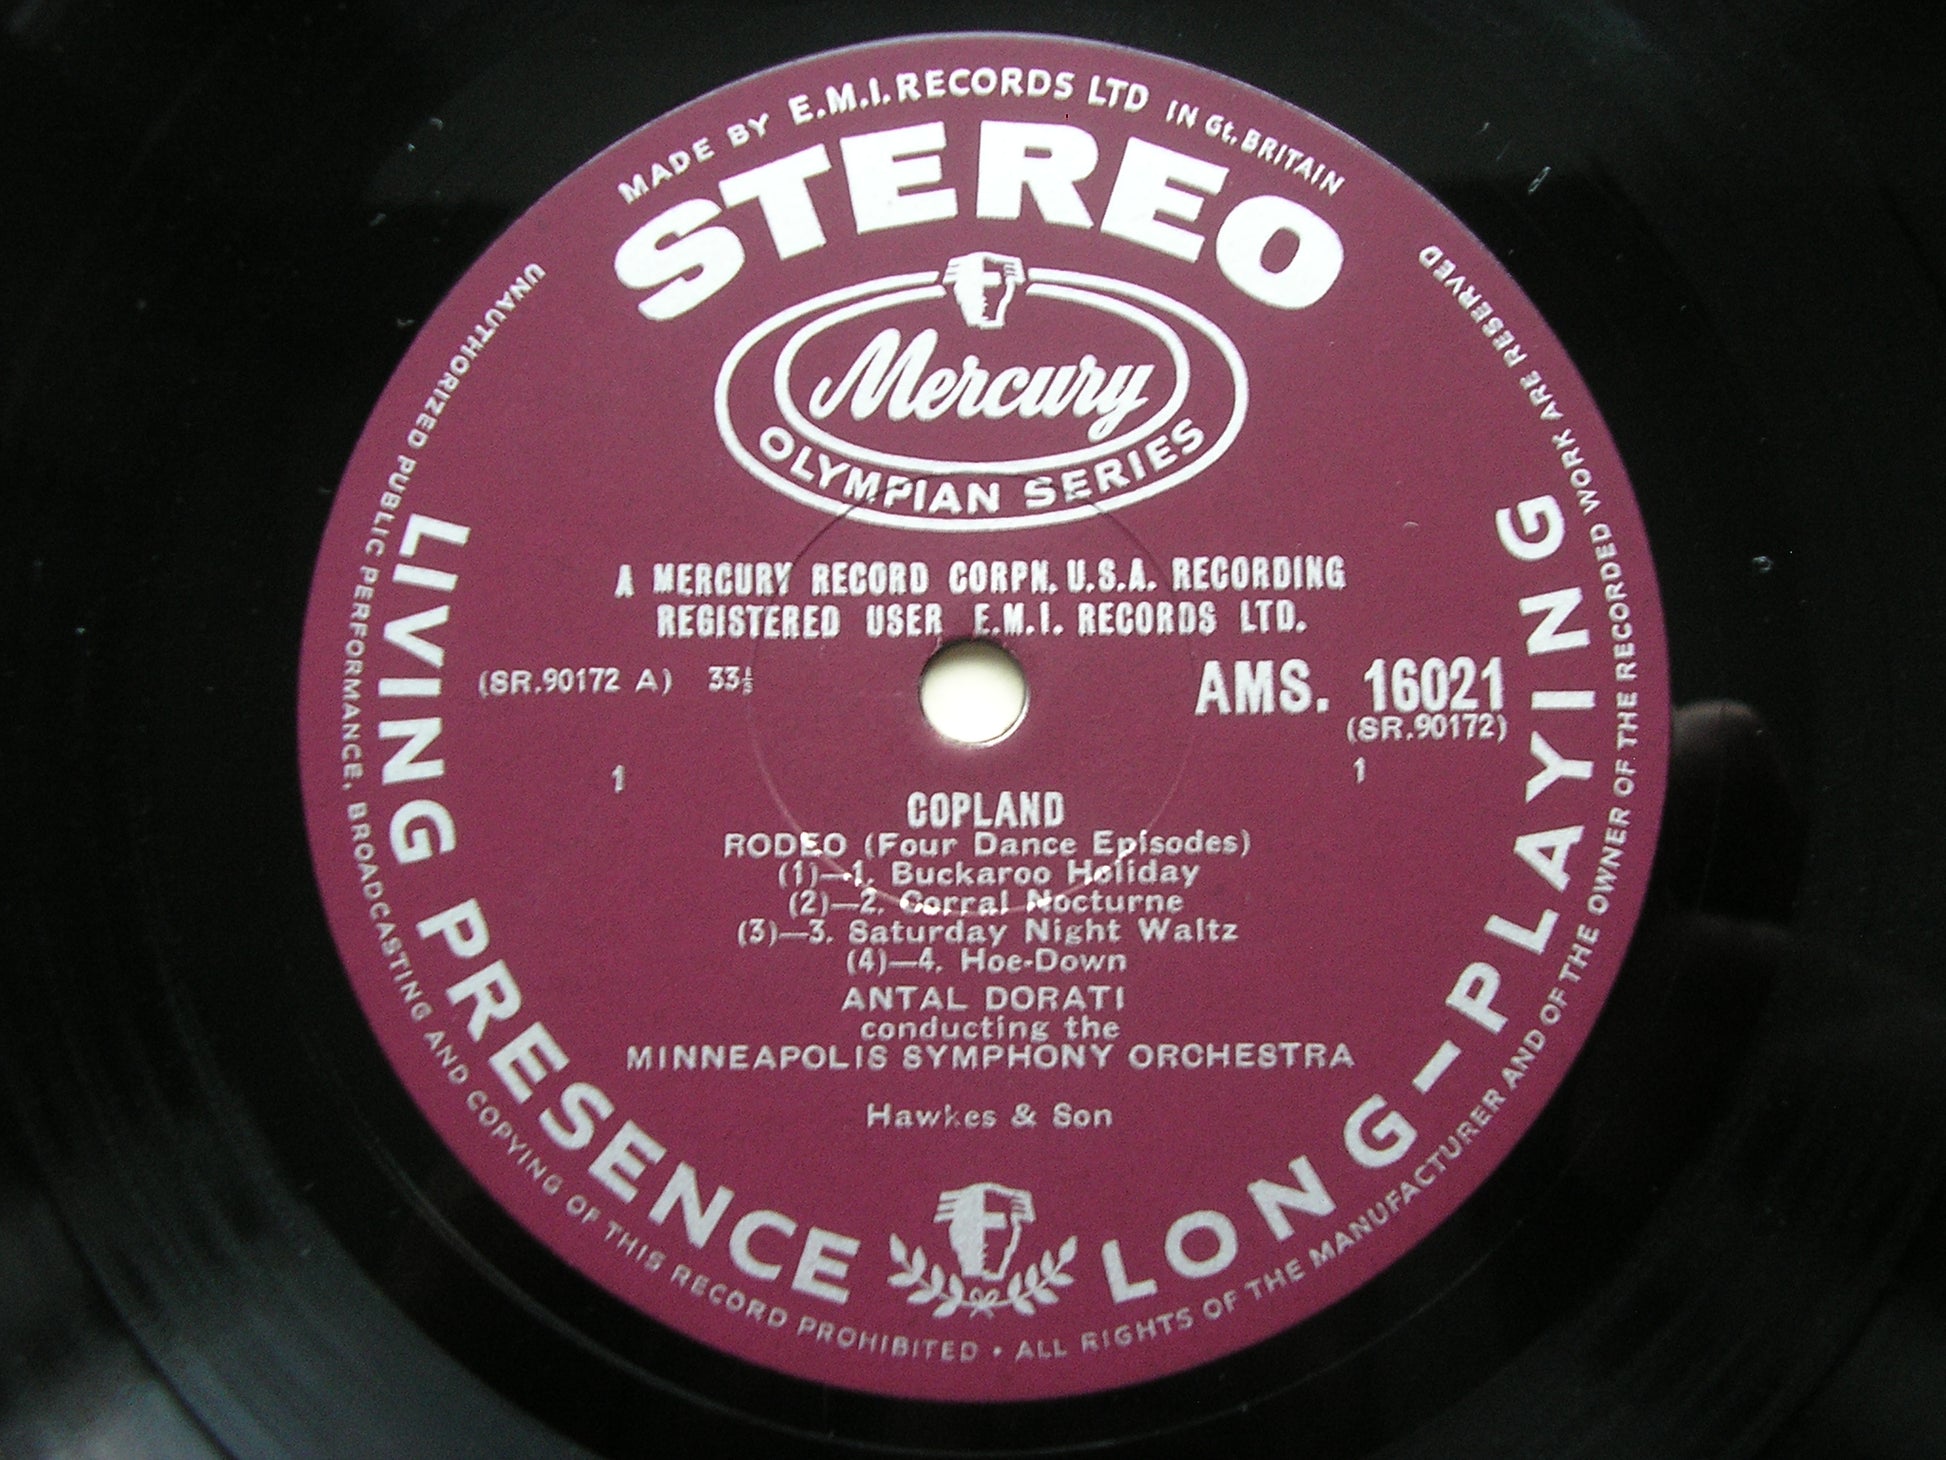 MADE BY E.M.I. RECORDS LTD IN Gt. BRITAIN
STEREO
Mercury
OLYMPIAN SERIES
A MERCURY RECORD CORPN. U.S.A. RECORDING
REGISTERED USER E.M.I. RECORDS LTD.
(SR.90172 A) 33⅓
AMS. 16021
(SR.90172)
1 1
COPLAND
RODEO (Four Dance Episodes)
(1)—1. Buckaroo Holiday
(2)—2. Corral Nocturne
(3)—3. Saturday Night Waltz
(4)—4. Hoe-Down
ANTAL DORATI
conducting the
MINNEAPOLIS SYMPHONY ORCHESTRA
Hawkes & Son
LIVING PRESENCE
LONG-PLAYING
UNAUTHORIZED PUBLIC PERFORMANCE, BROADCASTING AND COPYING OF THIS RECORD PROHIBITED • ALL RIGHTS OF THE MANUFACTURER AND OF THE OWNER OF THE RECORDED WORK ARE RESERVED